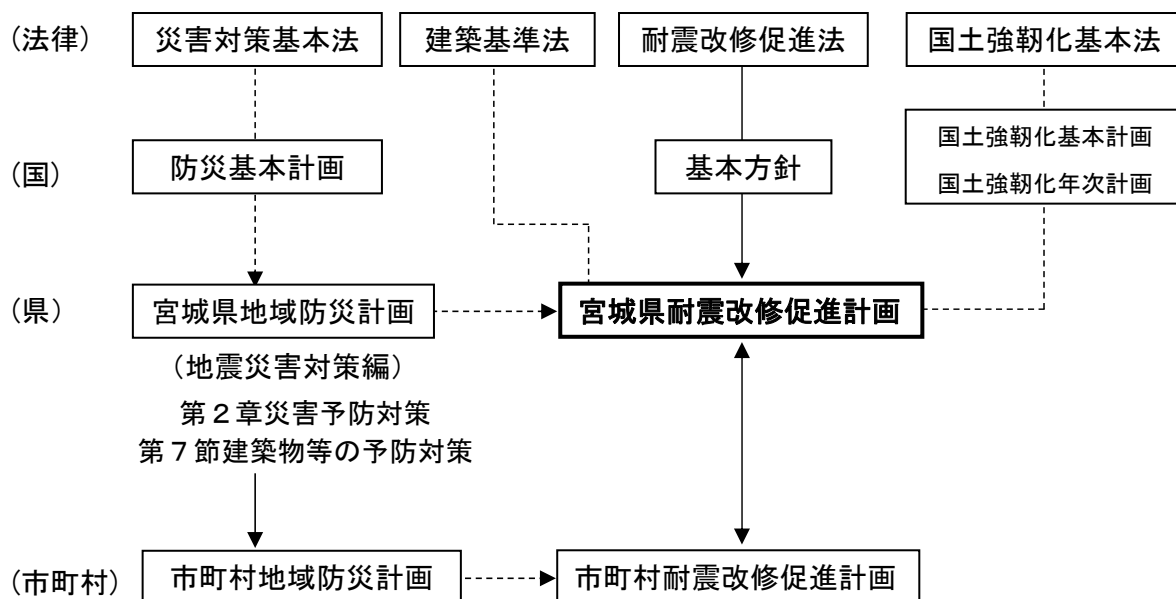 (法律)
災害対策基本法
建築基準法
耐震改修促進法
国土強靭化基本法
(国)
防災基本計画
基本方針
国土強靭化基本計画
国土強靭化年次計画
(県)
宮城県地域防災計画
宮城県耐震改修促進計画
(地震災害対策編)
第2章災害予防対策
第7節建築物等の予防対策
(市町村)
市町村地域防災計画
市町村耐震改修促進計画